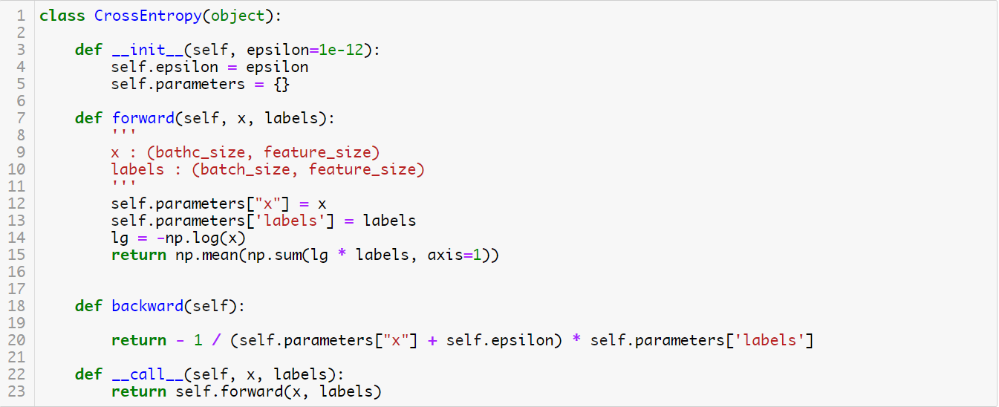 1 class CrossEntropy(object):
2
3     def __init__(self, epsilon=1e-12):
4         self.epsilon = epsilon
5         self.parameters = {}
6
7     def forward(self, x, labels):
8         '''
9         x : (bathc_size, feature_size)
10         labels : (batch_size, feature_size)
11         '''
12         self.parameters["x"] = x
13         self.parameters['labels'] = labels
14         lg = -np.log(x)
15         return np.mean(np.sum(lg * labels, axis=1))
16
17
18     def backward(self):
19
20         return - 1 / (self.parameters["x"] + self.epsilon) * self.parameters['labels']
21
22     def __call__(self, x, labels):
23         return self.forward(x, labels)